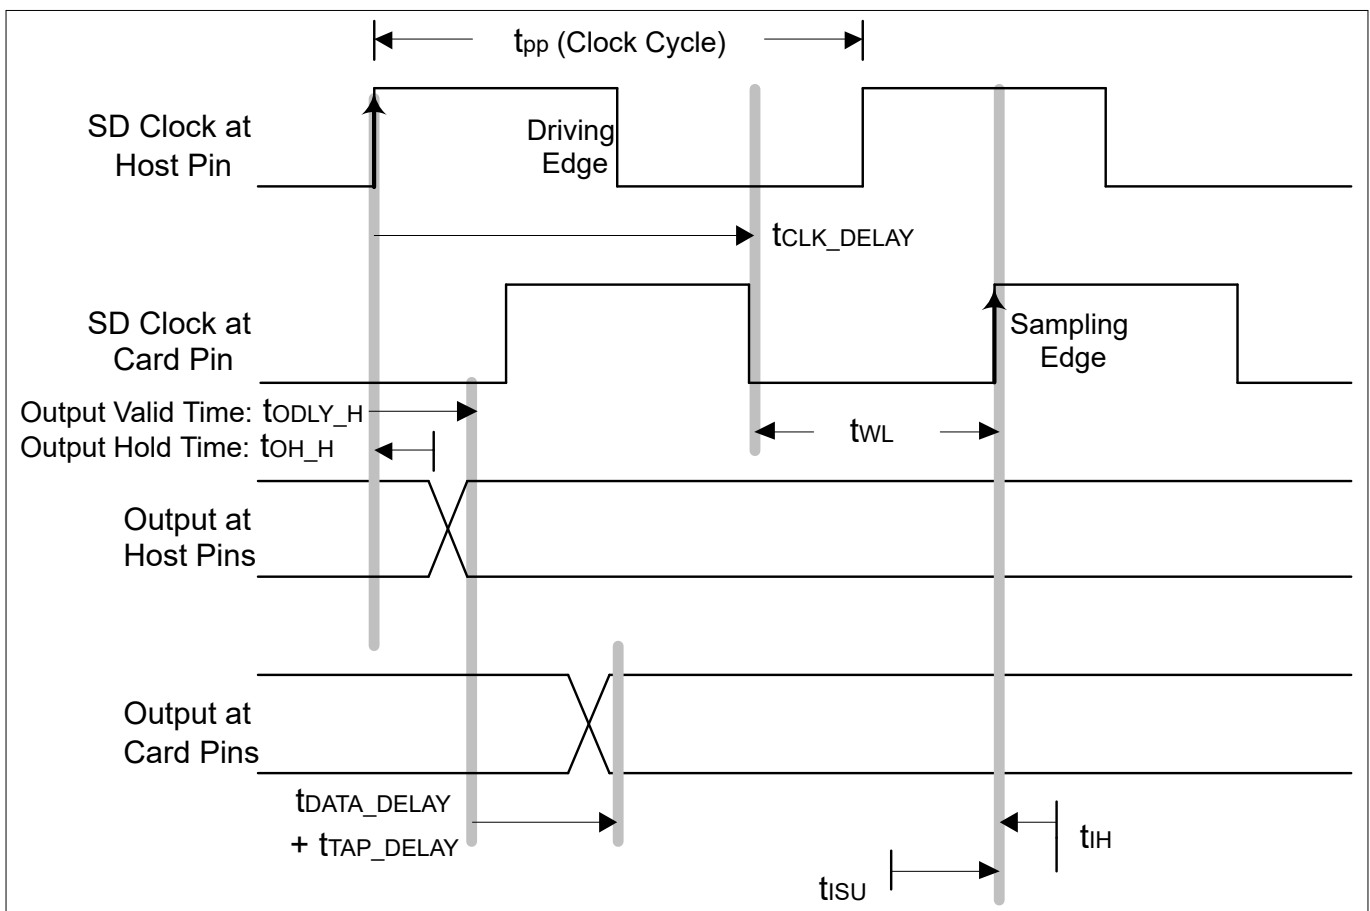 tpp (Clock Cycle)
SD Clock at
Host Pin
Driving
Edge
tCLK_DELAY
SD Clock at
Card Pin
Sampling
Edge
Output Valid Time: tODLY_H
Output Hold Time: tOH_H
tWL
Output at
Host Pins
Output at
Card Pins
tDATA_DELAY
+ tTAP_DELAY
tIH
tISU